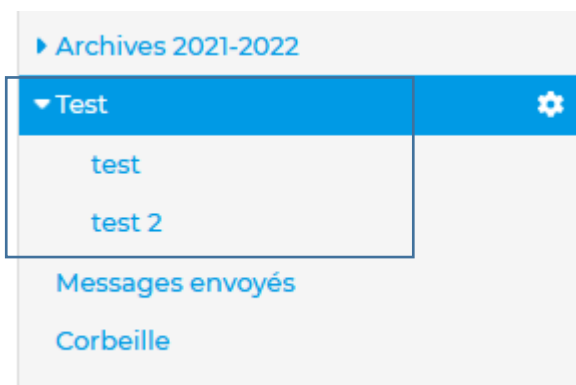 Archives 2021-2022
Test
test
test 2
Messages envoyés
Corbeille